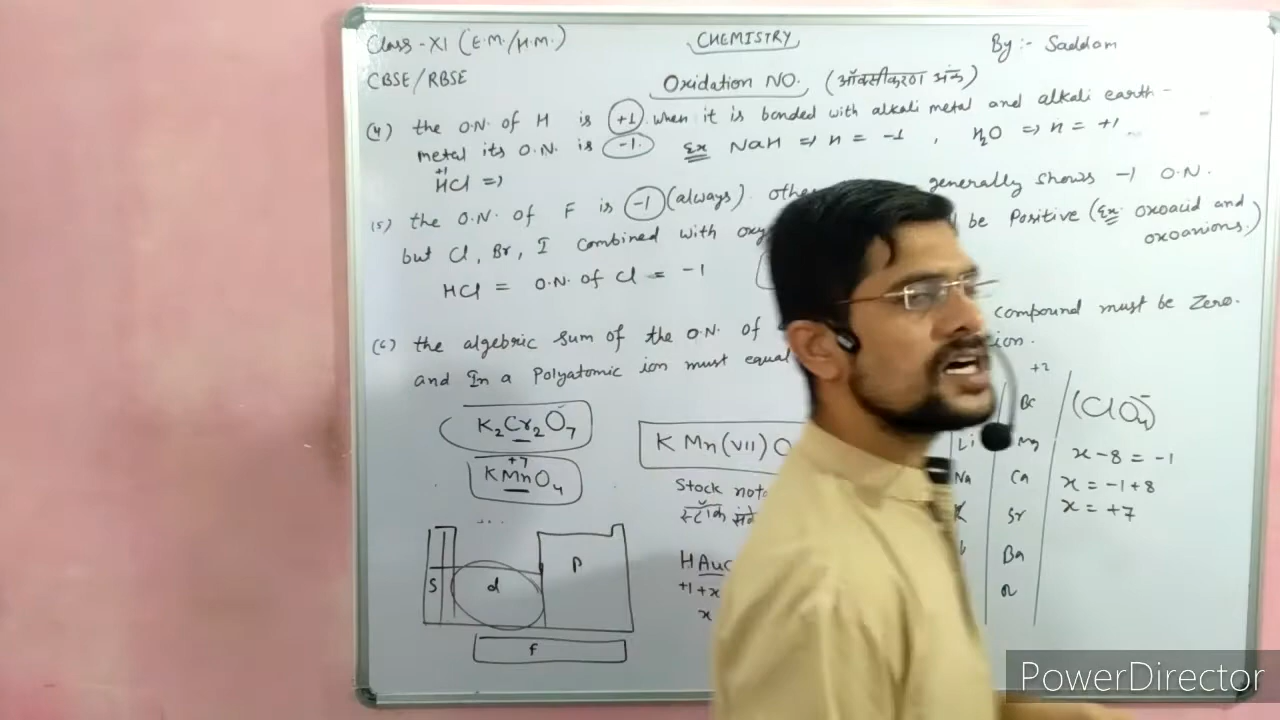 Class-XI (E.M./H.M.)
CHEMISTRY
By:- Saddam
CBSE/RBSE
Oxidation NO. (ऑक्सीकरण अंक)
(4) the O.N. of H is +1 when it is bonded with alkali metal and alkali earth-
metal its O.N. is -1. Ex NaH => H = -1 , H2O => H = +1
+1
HCl =>
(5) the O.N. of F is -1 (always). generally shows -1 O.N.
but Cl, Br, I Combined with be Positive (Ex: oxoacid and
oxoanions.)
HCl = O.N. of Cl = -1
(6) the algebric sum of the O.N. of compound must be Zero.
and In a Polyatomic ion must equal ion.
K2Cr2O7
+7
KMnO4
K Mn(VII) O
Stock
स्टॉक
HAuC
+1+x
x
S
d
P
f
+2
Be
Li
Mg
Na
Ca
K
Sr
Ba
R
(ClO4)-
x-8 = -1
x = -1+8
x = +7
PowerDirector